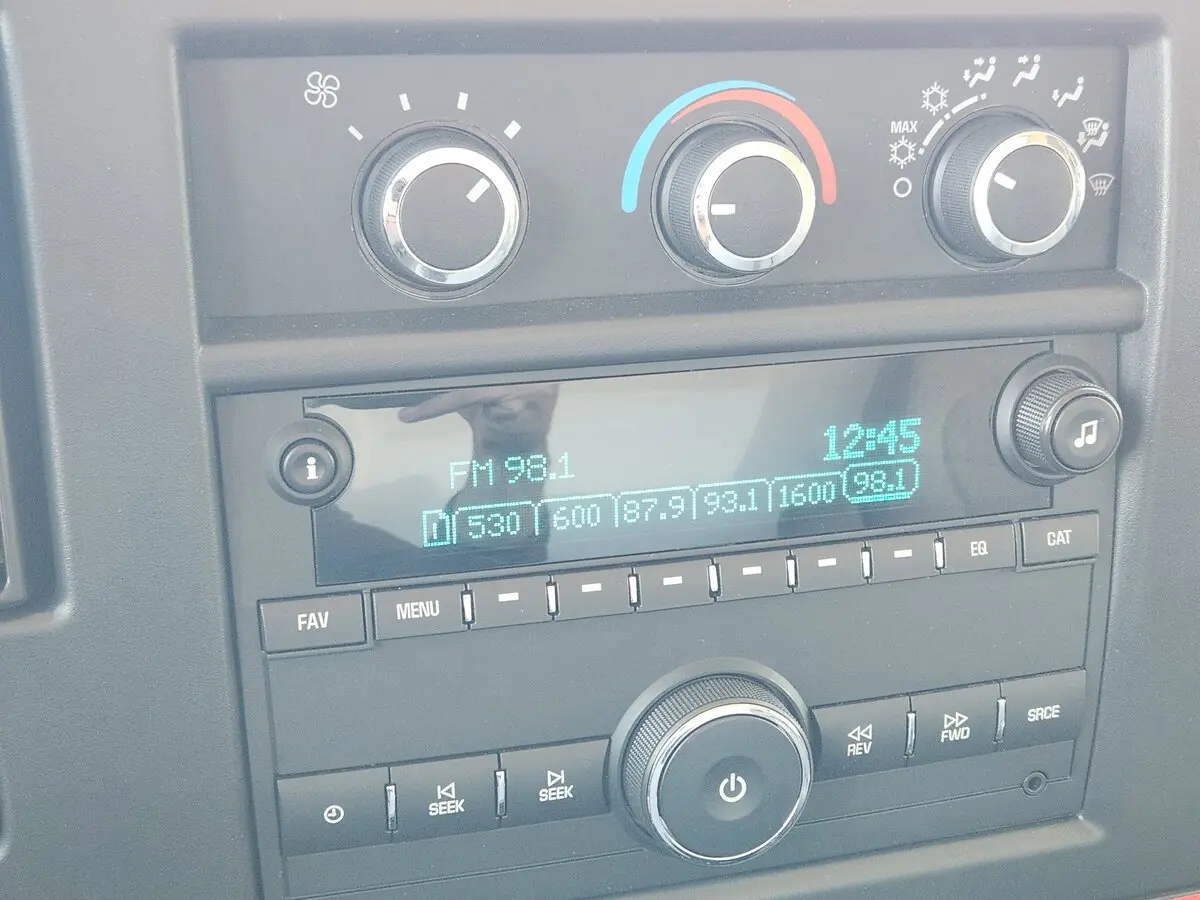 MAX
12:45
FM 98.1
1 530 600 87.9 93.1 1600 98.1
i
FAV MENU EQ CAT
SEEK SEEK REV FWD SRCE